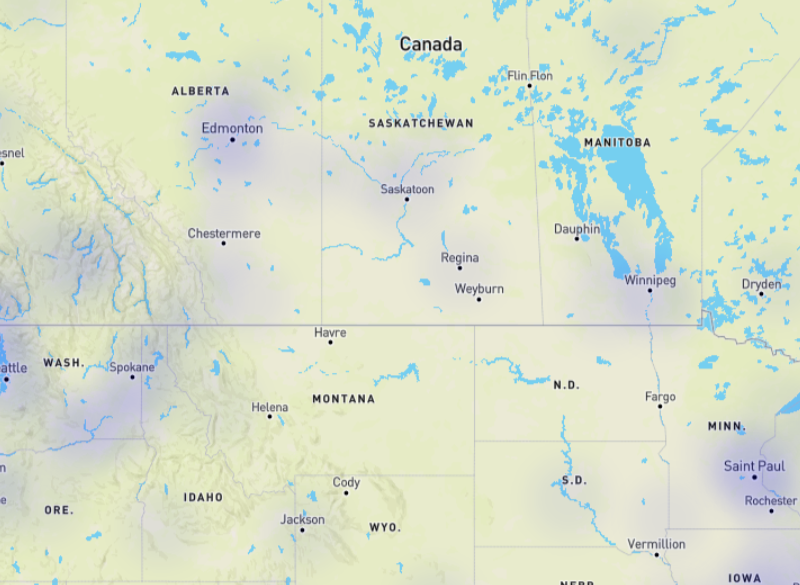 Canada
Flin Flon
ALBERTA
SASKATCHEWAN
Edmonton
MANITOBA
esnel
Saskatoon
Chestermere
Dauphin
Regina
Winnipeg
Weyburn
Dryden
Havre
WASH.
Spokane
attle
MONTANA
N.D.
Helena
Fargo
MINN.
Saint Paul
n
Cody
S.D.
e
IDAHO
Rochester
ORE.
Jackson
WYO.
Vermillion
IOWA
NEBR